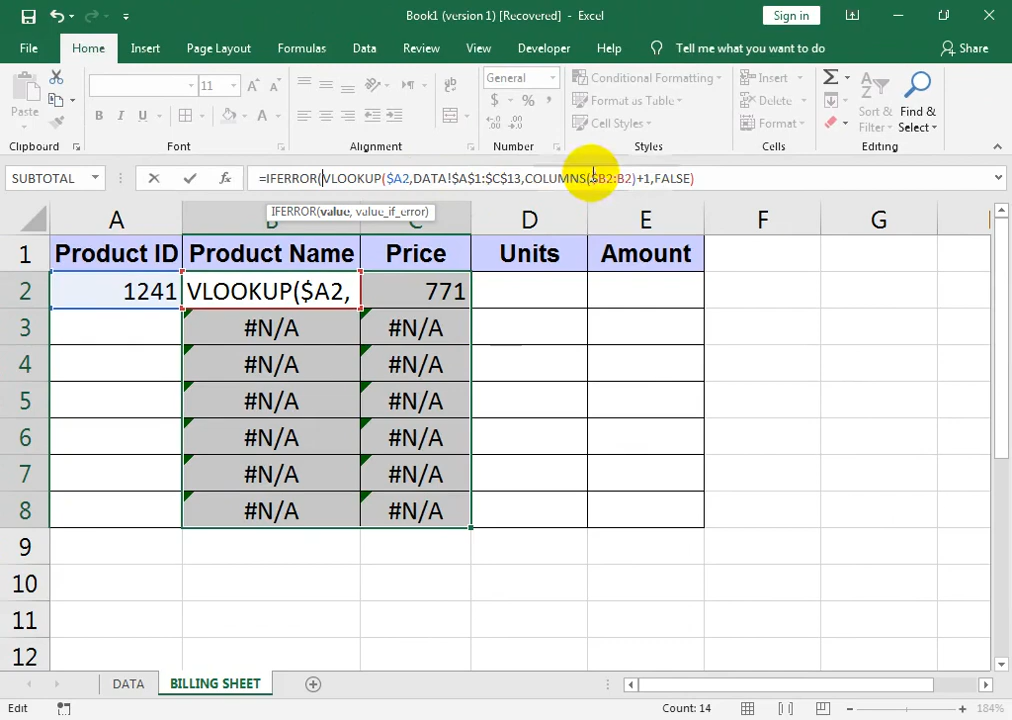 Book1 (version 1) [Recovered] - Excel
Sign in
File Home Insert Page Layout Formulas Data Review View Developer Help Tell me what you want to do Share
Paste
Clipboard
11
B I U A
Font
Alignment
General
$ % ,
Number
Conditional Formatting
Format as Table
Cell Styles
Styles
Insert
Delete
Format
Cells
Sort & Filter
Find & Select
Editing
SUBTOTAL fx =IFERROR(VLOOKUP($A2,DATA!$A$1:$C$13,COLUMNS($B2:B2)+1,FALSE)
IFERROR(value, value_if_error)
A B C D E F G
1 Product ID Product Name Price Units Amount
2 1241 VLOOKUP($A2, 771
3 #N/A #N/A
4 #N/A #N/A
5 #N/A #N/A
6 #N/A #N/A
7 #N/A #N/A
8 #N/A #N/A
9
10
11
12
DATA BILLING SHEET
Edit Count: 14 184%